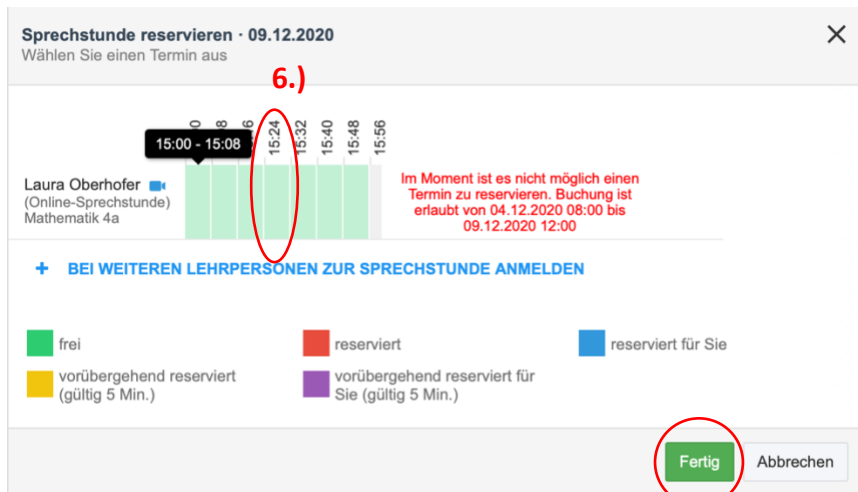 Sprechstunde reservieren · 09.12.2020
Wählen Sie einen Termin aus
6.)
15:24
15:32
15:40
15:48
15:56
15:00 - 15:08
Laura Oberhofer
(Online-Sprechstunde)
Mathematik 4a
Im Moment ist es nicht möglich einen
Termin zu reservieren. Buchung ist
erlaubt von 04.12.2020 08:00 bis
09.12.2020 12:00
+ BEI WEITEREN LEHRPERSONEN ZUR SPRECHSTUNDE ANMELDEN
frei
reserviert
reserviert für Sie
vorübergehend reserviert
(gültig 5 Min.)
vorübergehend reserviert für
Sie (gültig 5 Min.)
Fertig
Abbrechen